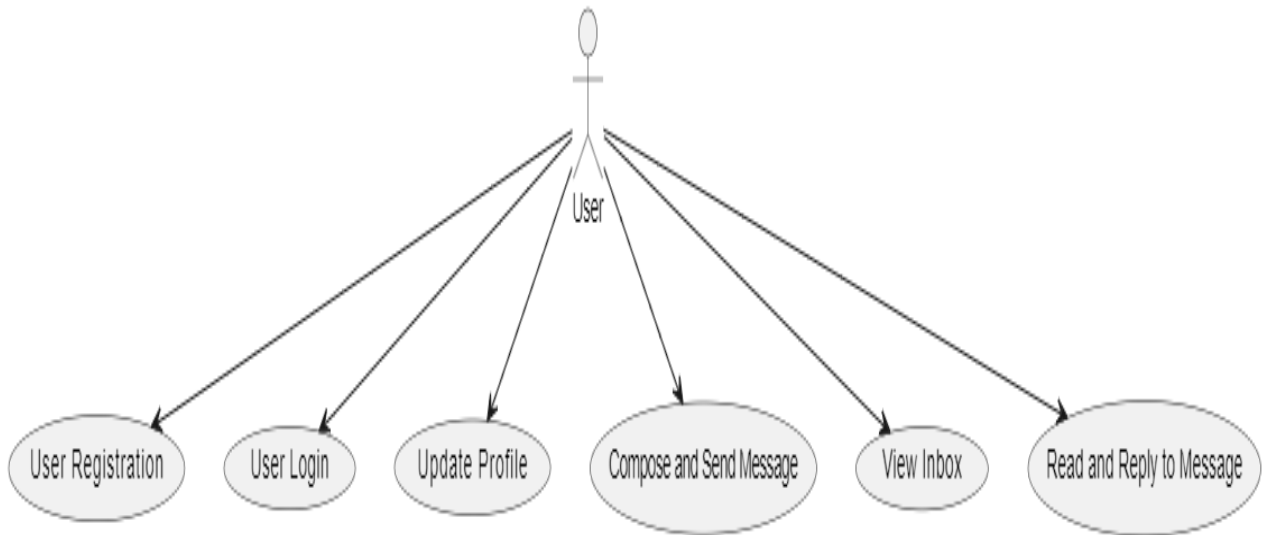 User
User Registration
User Login
Update Profile
Compose and Send Message
View Inbox
Read and Reply to Message